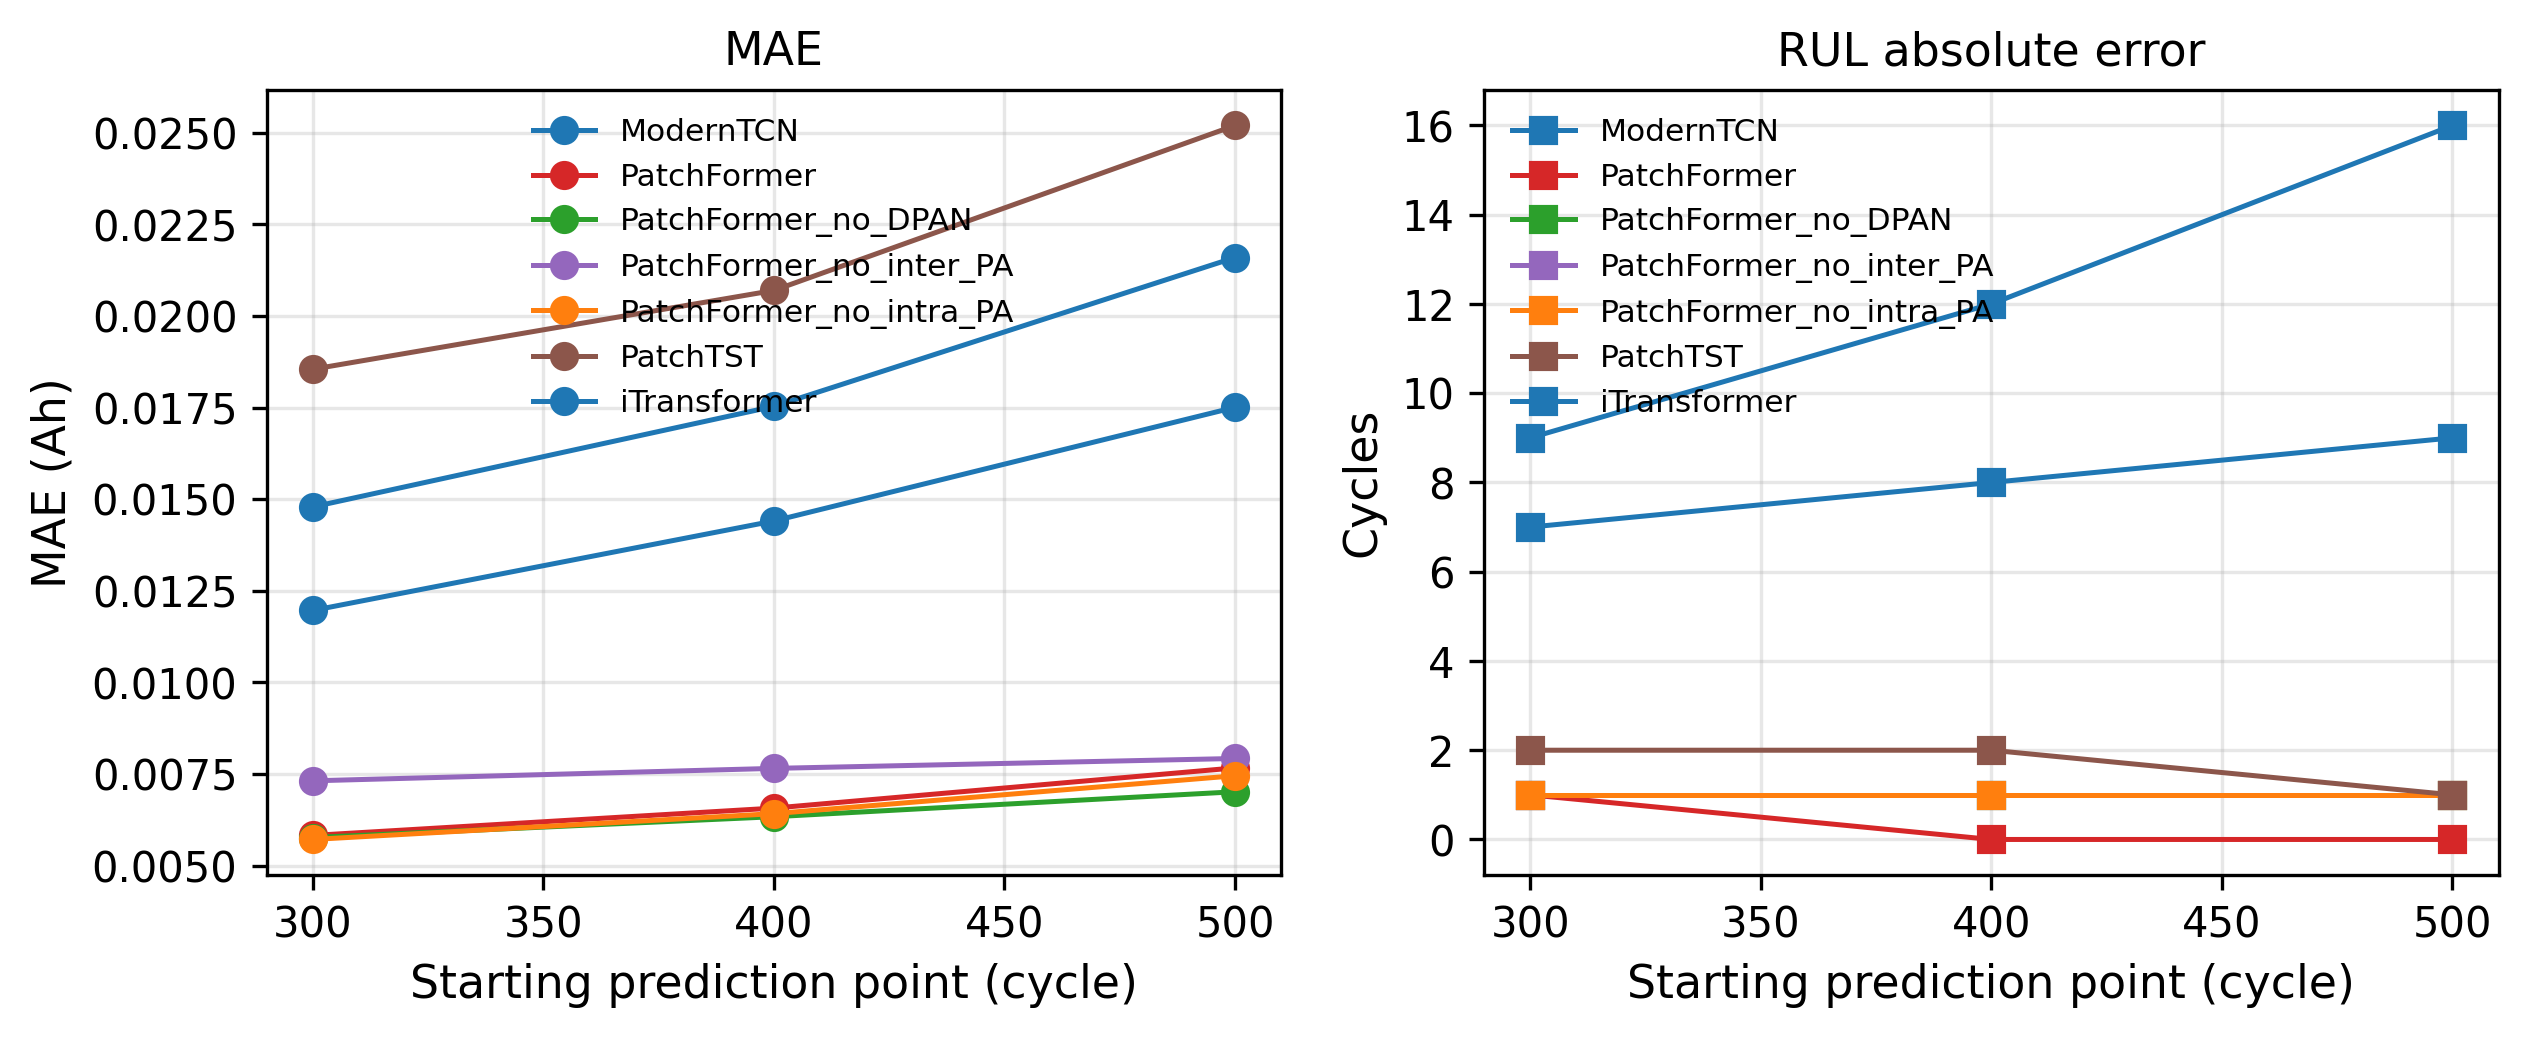 MAE
MAE (Ah)
0.0250
0.0225
0.0200
0.0175
0.0150
0.0125
0.0100
0.0075
0.0050
ModernTCN
PatchFormer
PatchFormer_no_DPAN
PatchFormer_no_inter_PA
PatchFormer_no_intra_PA
PatchTST
iTransformer
300 350 400 450 500
Starting prediction point (cycle)
RUL absolute error
Cycles
16
14
12
10
8
6
4
2
0
ModernTCN
PatchFormer
PatchFormer_no_DPAN
PatchFormer_no_inter_PA
PatchFormer_no_intra_PA
PatchTST
iTransformer
300 350 400 450 500
Starting prediction point (cycle)